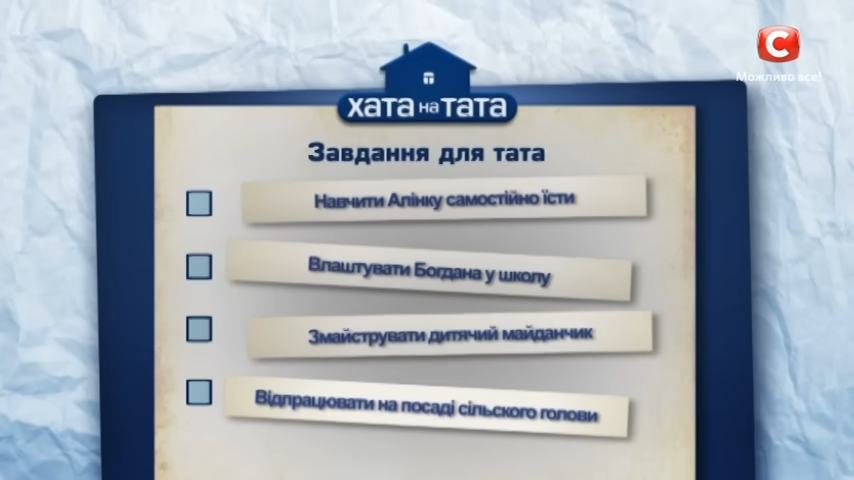 С
Можливо все!
ХАТА на ТАТА
Завдання для тата
Навчити Алінку самостійно їсти
Влаштувати Богдана у школу
Змайструвати дитячий майданчик
Відпрацювати на посаді сільского голови